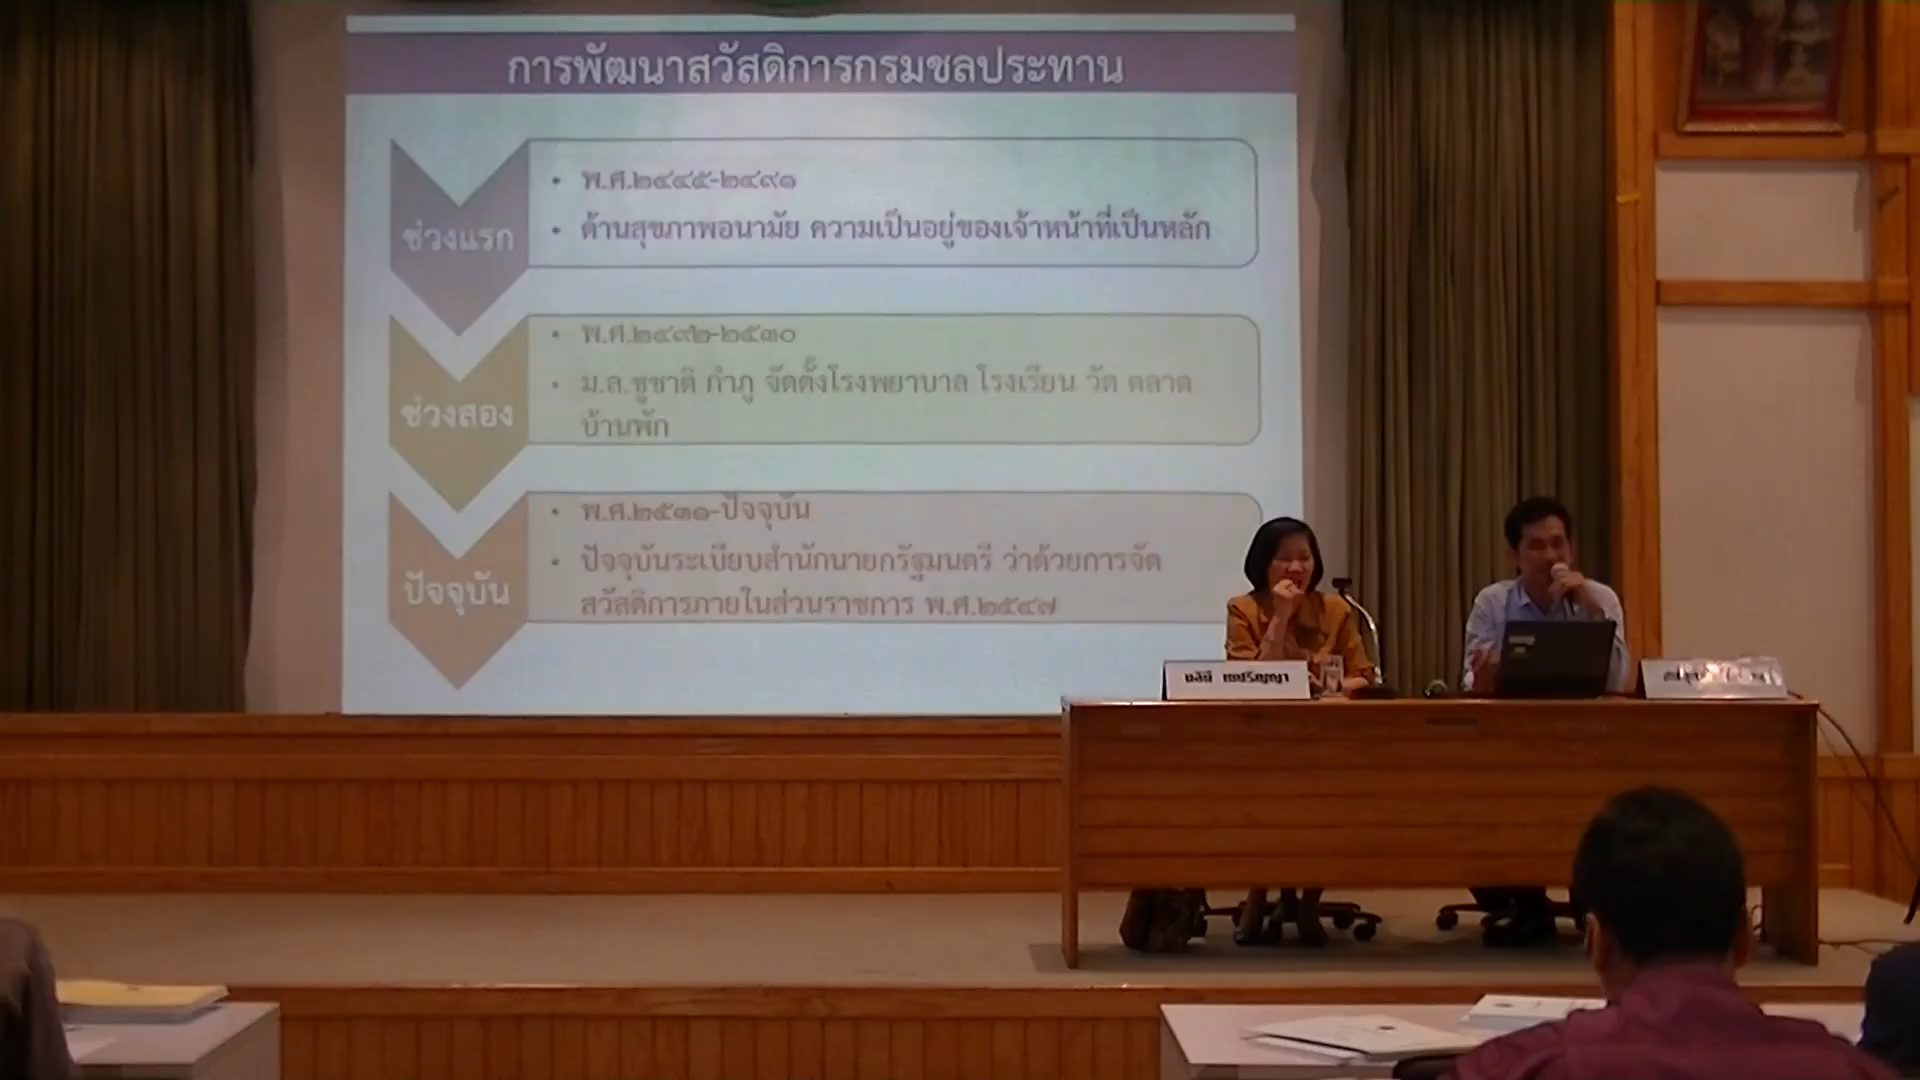 การพัฒนาสวัสดิการกรมชลประทาน
ช่วงแรก
• พ.ศ.๒๔๔๕-๒๔๙๑
• ด้านสุขภาพอนามัย ความเป็นอยู่ของเจ้าหน้าที่เป็นหลัก
ช่วงสอง
• พ.ศ.๒๔๙๒-๒๕๓๐
• ม.ล.ชูชาติ กำภู จัดตั้งโรงพยาบาล โรงเรียน วัด ตลาด
บ้านพัก
ปัจจุบัน
• พ.ศ.๒๕๓๑-ปัจจุบัน
• ปัจจุบันระเบียบสำนักนายกรัฐมนตรี ว่าด้วยการจัด
สวัสดิการภายในส่วนราชการ พ.ศ.๒๕๔๗